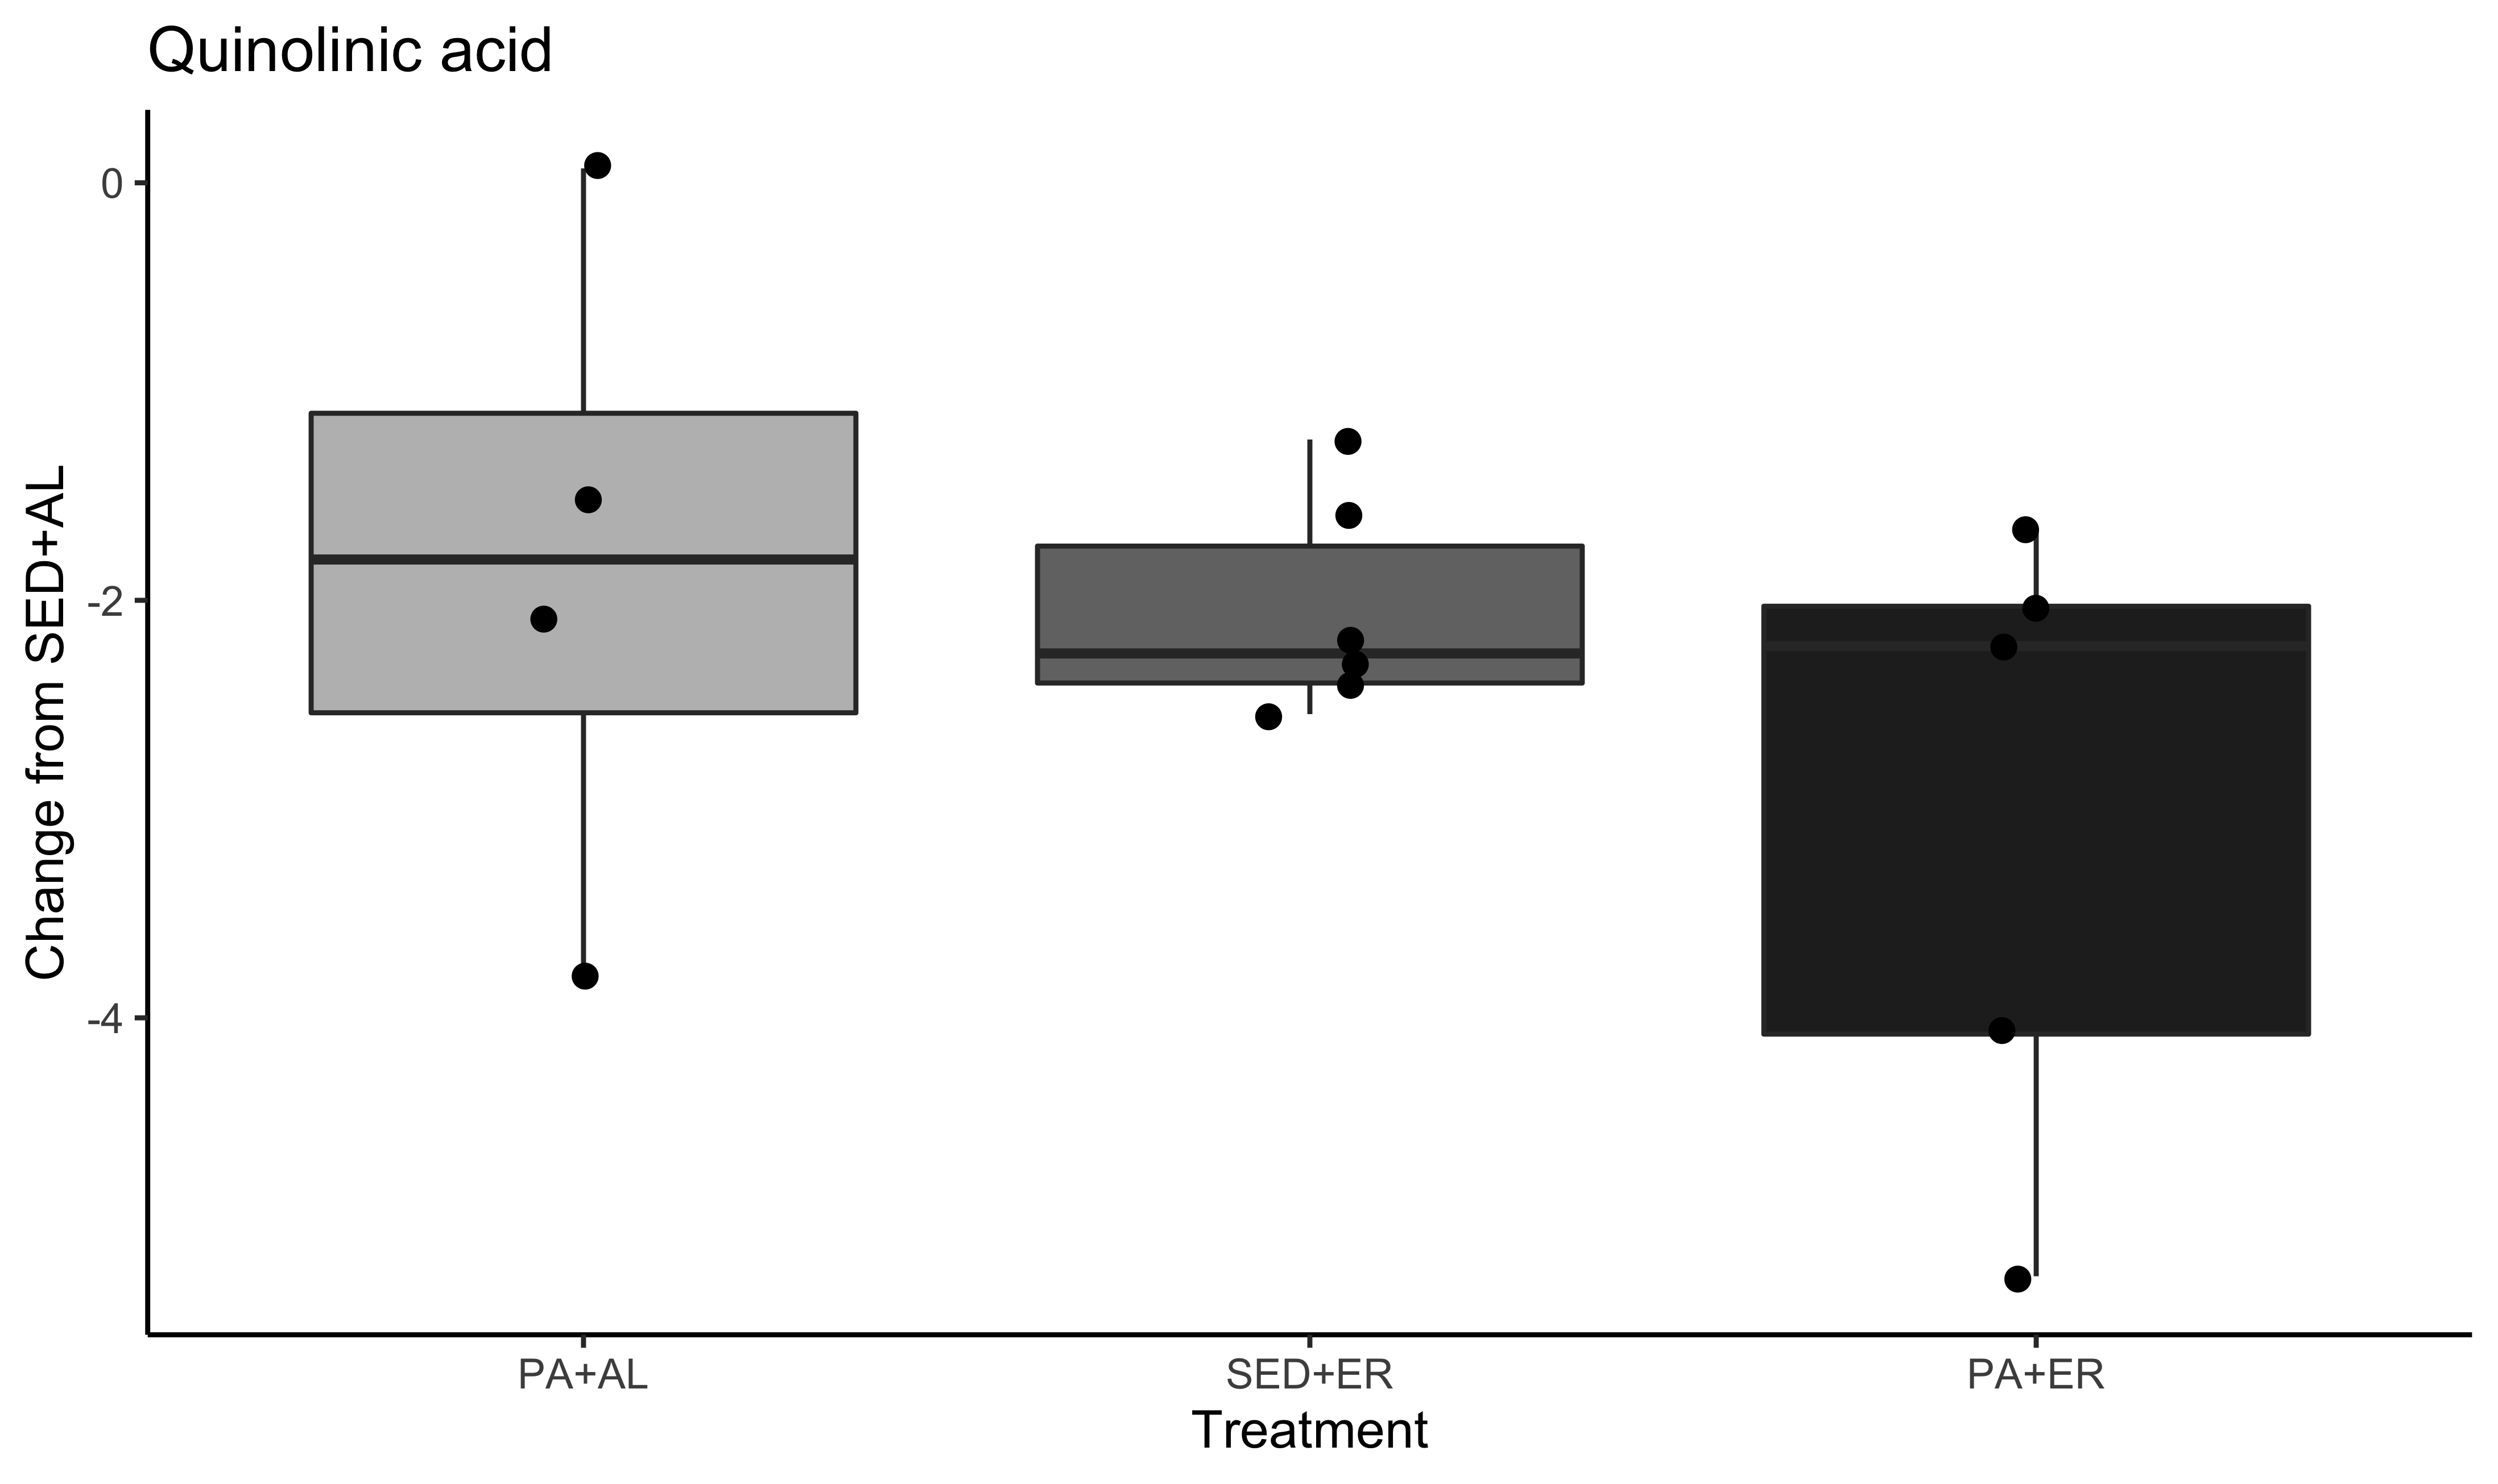 Quinolinic acid
Change from SED+AL
0
-2
-4
PA+AL
SED+ER
PA+ER
Treatment